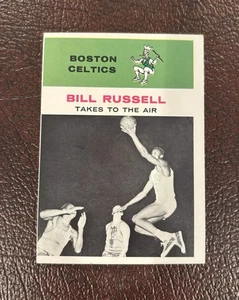 BOSTON
CELTICS
BILL RUSSELL
TAKES TO THE AIR